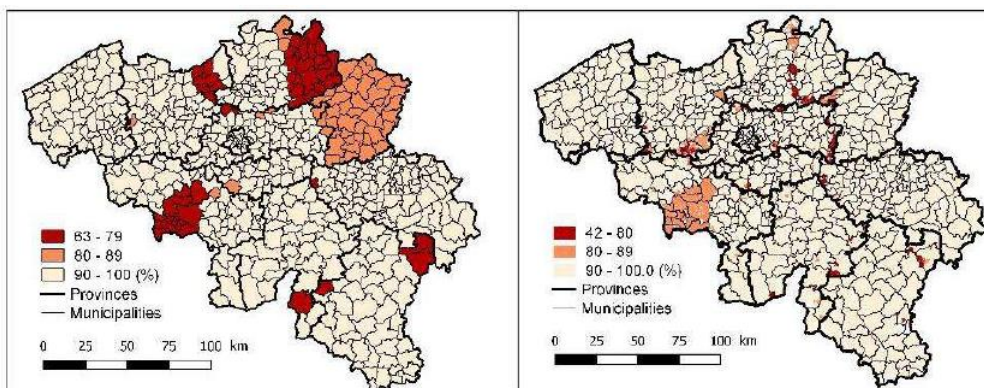 63 - 79
80 - 89
90 - 100 (%)
Provinces
Municipalities
0 25 50 75 100 km
42 - 80
80 - 89
90 - 100.0 (%)
Provinces
Municipalities
0 25 50 75 100 km